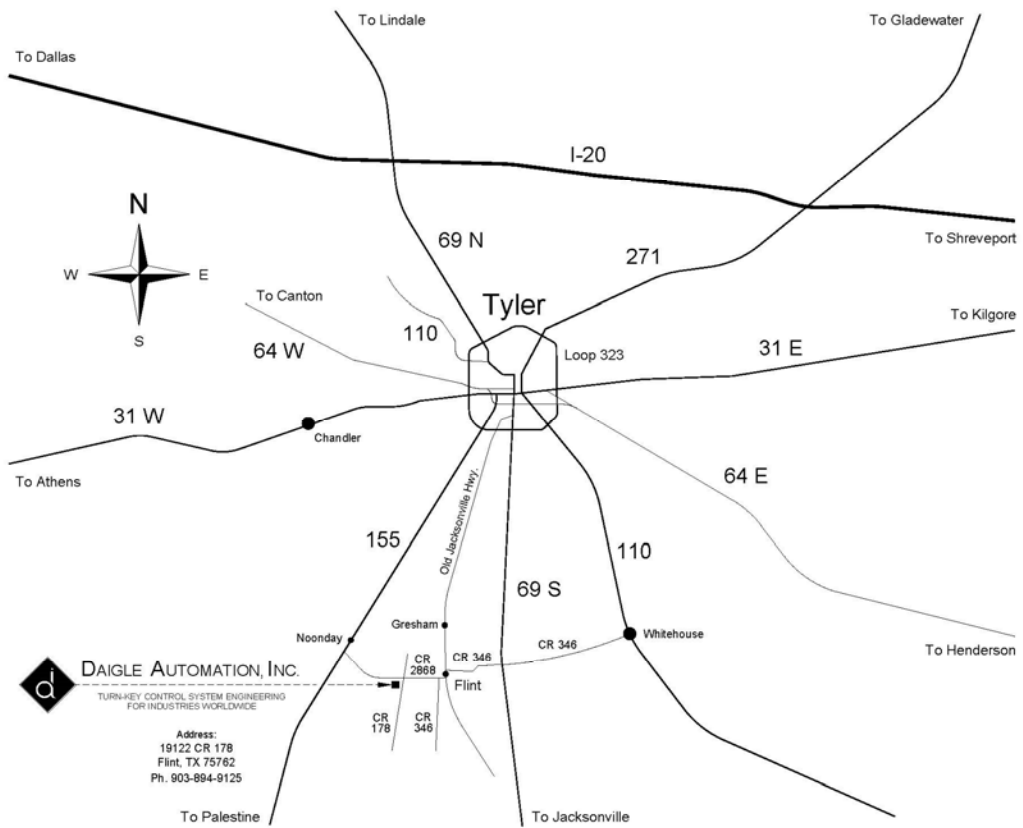 To Lindale
To Gladewater
To Dallas
I-20
N
W
E
S
69 N
271
To Shreveport
To Canton
Tyler
110
64 W
Loop 323
To Kilgore
31 E
31 W
Chandler
To Athens
64 E
Old Jacksonville Hwy.
155
110
69 S
Gresham
Noonday
CR 346
Whitehouse
To Henderson
CR
2868
CR 346
Flint
di
DAIGLE AUTOMATION, INC.
TURN-KEY CONTROL SYSTEM ENGINEERING
FOR INDUSTRIES WORLDWIDE
CR
178
CR
346
Address:
19122 CR 178
Flint, TX 75762
Ph. 903-894-9125
To Palestine
To Jacksonville